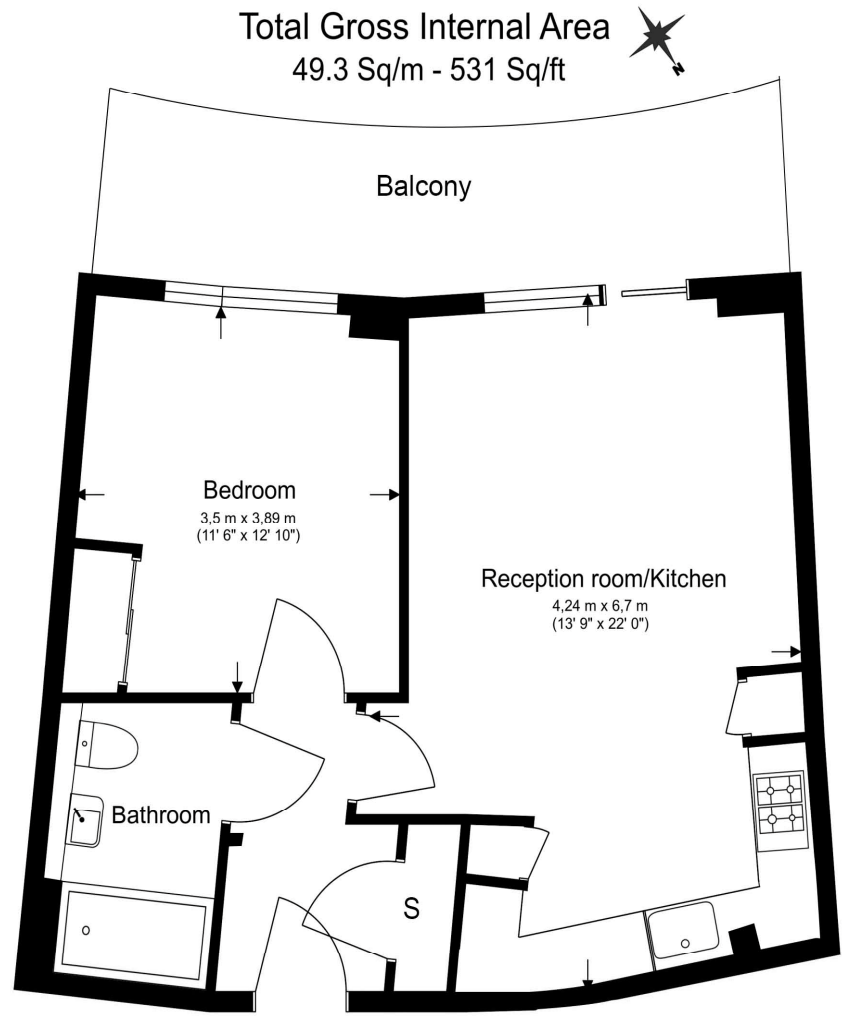 Total Gross Internal Area
49.3 Sq/m - 531 Sq/ft
N
Balcony
Bedroom
3,5 m x 3,89 m
(11' 6" x 12' 10")
Reception room/Kitchen
4,24 m x 6,7 m
(13' 9" x 22' 0")
Bathroom
S